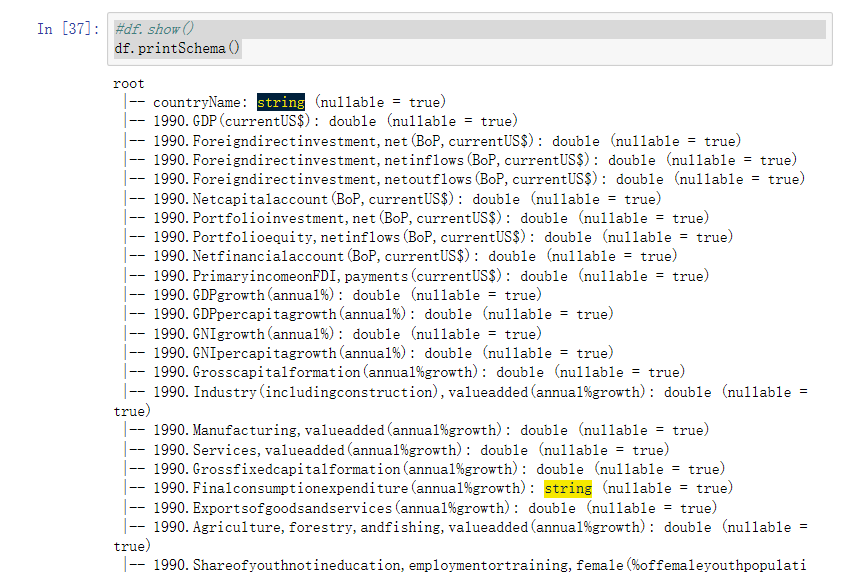 In [37]:
#df.show()
df.printSchema()
root
|-- countryName: string (nullable = true)
|-- 1990.GDP(currentUS$): double (nullable = true)
|-- 1990.Foreigndirectinvestment,net(BoP,currentUS$): double (nullable = true)
|-- 1990.Foreigndirectinvestment,netinflows(BoP,currentUS$): double (nullable = true)
|-- 1990.Foreigndirectinvestment,netoutflows(BoP,currentUS$): double (nullable = true)
|-- 1990.Netcapitalaccount(BoP,currentUS$): double (nullable = true)
|-- 1990.Portfolioinvestment,net(BoP,currentUS$): double (nullable = true)
|-- 1990.Portfolioequity,netinflows(BoP,currentUS$): double (nullable = true)
|-- 1990.Netfinancialaccount(BoP,currentUS$): double (nullable = true)
|-- 1990.PrimaryincomeonFDI,payments(currentUS$): double (nullable = true)
|-- 1990.GDPgrowth(annual%): double (nullable = true)
|-- 1990.GDPpercapitagrowth(annual%): double (nullable = true)
|-- 1990.GNIgrowth(annual%): double (nullable = true)
|-- 1990.GNIpercapitagrowth(annual%): double (nullable = true)
|-- 1990.Grosscapitalformation(annual%growth): double (nullable = true)
|-- 1990.Industry(includingconstruction),valueadded(annual%growth): double (nullable =
true)
|-- 1990.Manufacturing,valueadded(annual%growth): double (nullable = true)
|-- 1990.Services,valueadded(annual%growth): double (nullable = true)
|-- 1990.Grossfixedcapitalformation(annual%growth): double (nullable = true)
|-- 1990.Finalconsumptionexpenditure(annual%growth): string (nullable = true)
|-- 1990.Exportsofgoodsandservices(annual%growth): double (nullable = true)
|-- 1990.Agriculture,forestry,andfishing,valueadded(annual%growth): double (nullable =
true)
|-- 1990.Shareofyouthnotineducation,employmentortraining,female(%offemaleyouthpopulati